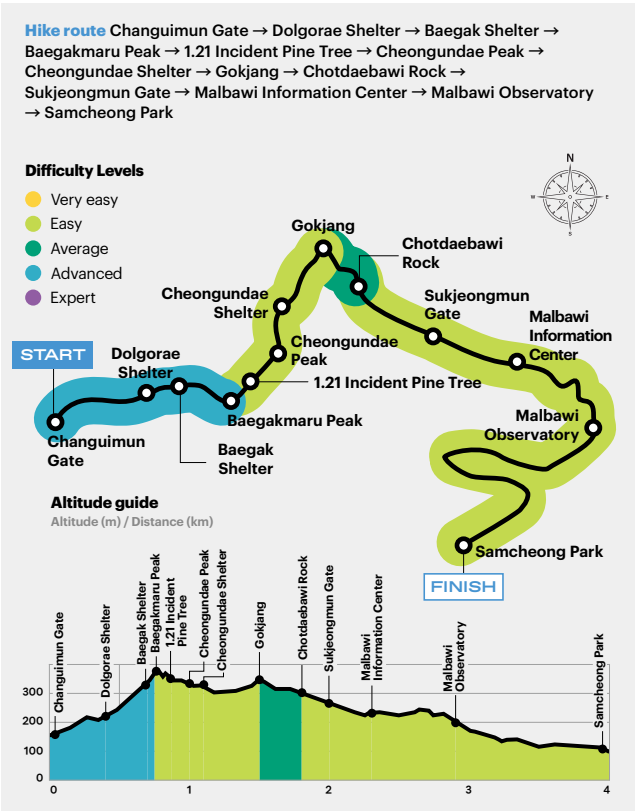 Hike route Changuimun Gate → Dolgorae Shelter → Baegak Shelter →
Baegakmaru Peak → 1.21 Incident Pine Tree → Cheongundae Peak →
Cheongundae Shelter → Gokjang → Chotdaebawi Rock →
Sukjeongmun Gate → Malbawi Information Center → Malbawi Observatory
→ Samcheong Park
Difficulty Levels
Very easy
Easy
Average
Advanced
Expert
N
W
E
S
Gokjang
Chotdaebawi
Rock
Cheongundae
Shelter
Sukjeongmun
Gate
Malbawi
Information
Center
START
Dolgorae
Shelter
Cheongundae
Peak
1.21 Incident Pine Tree
Baegakmaru Peak
Malbawi
Observatory
Changuimun
Gate
Baegak
Shelter
Samcheong Park
FINISH
Altitude guide
Altitude (m) / Distance (km)
Changuimun Gate
Dolgorae Shelter
Baegak Shelter
Baegakmaru Peak
1.21 Incident
Pine Tree
Cheongundae Peak
Cheongundae Shelter
Gokjang
Chotdaebawi Rock
Sukjeongmun Gate
Malbawi
Information Center
Malbawi
Observatory
Samcheong Park
300
200
100
0
0
1
2
3
4